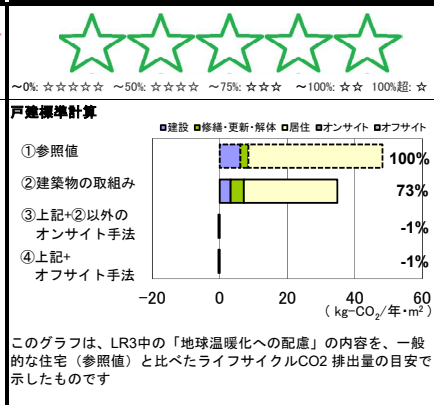 ～0%: ☆☆☆☆☆ ～50%: ☆☆☆☆ ～75%: ☆☆☆ ～100%: ☆☆ 100%超: ☆
戸建標準計算
■建設 ■修繕・更新・解体 □居住 ■オンサイト ■オフサイト
①参照値
100%
②建築物の取組み
73%
③上記+②以外の
オンサイト手法
-1%
④上記+
オフサイト手法
-1%
-20 0 20 40 60
( kg-CO₂/年・m² )
このグラフは、LR3中の「地球温暖化への配慮」の内容を、一般
的な住宅（参照値）と比べたライフサイクルCO2 排出量の目安で
示したものです